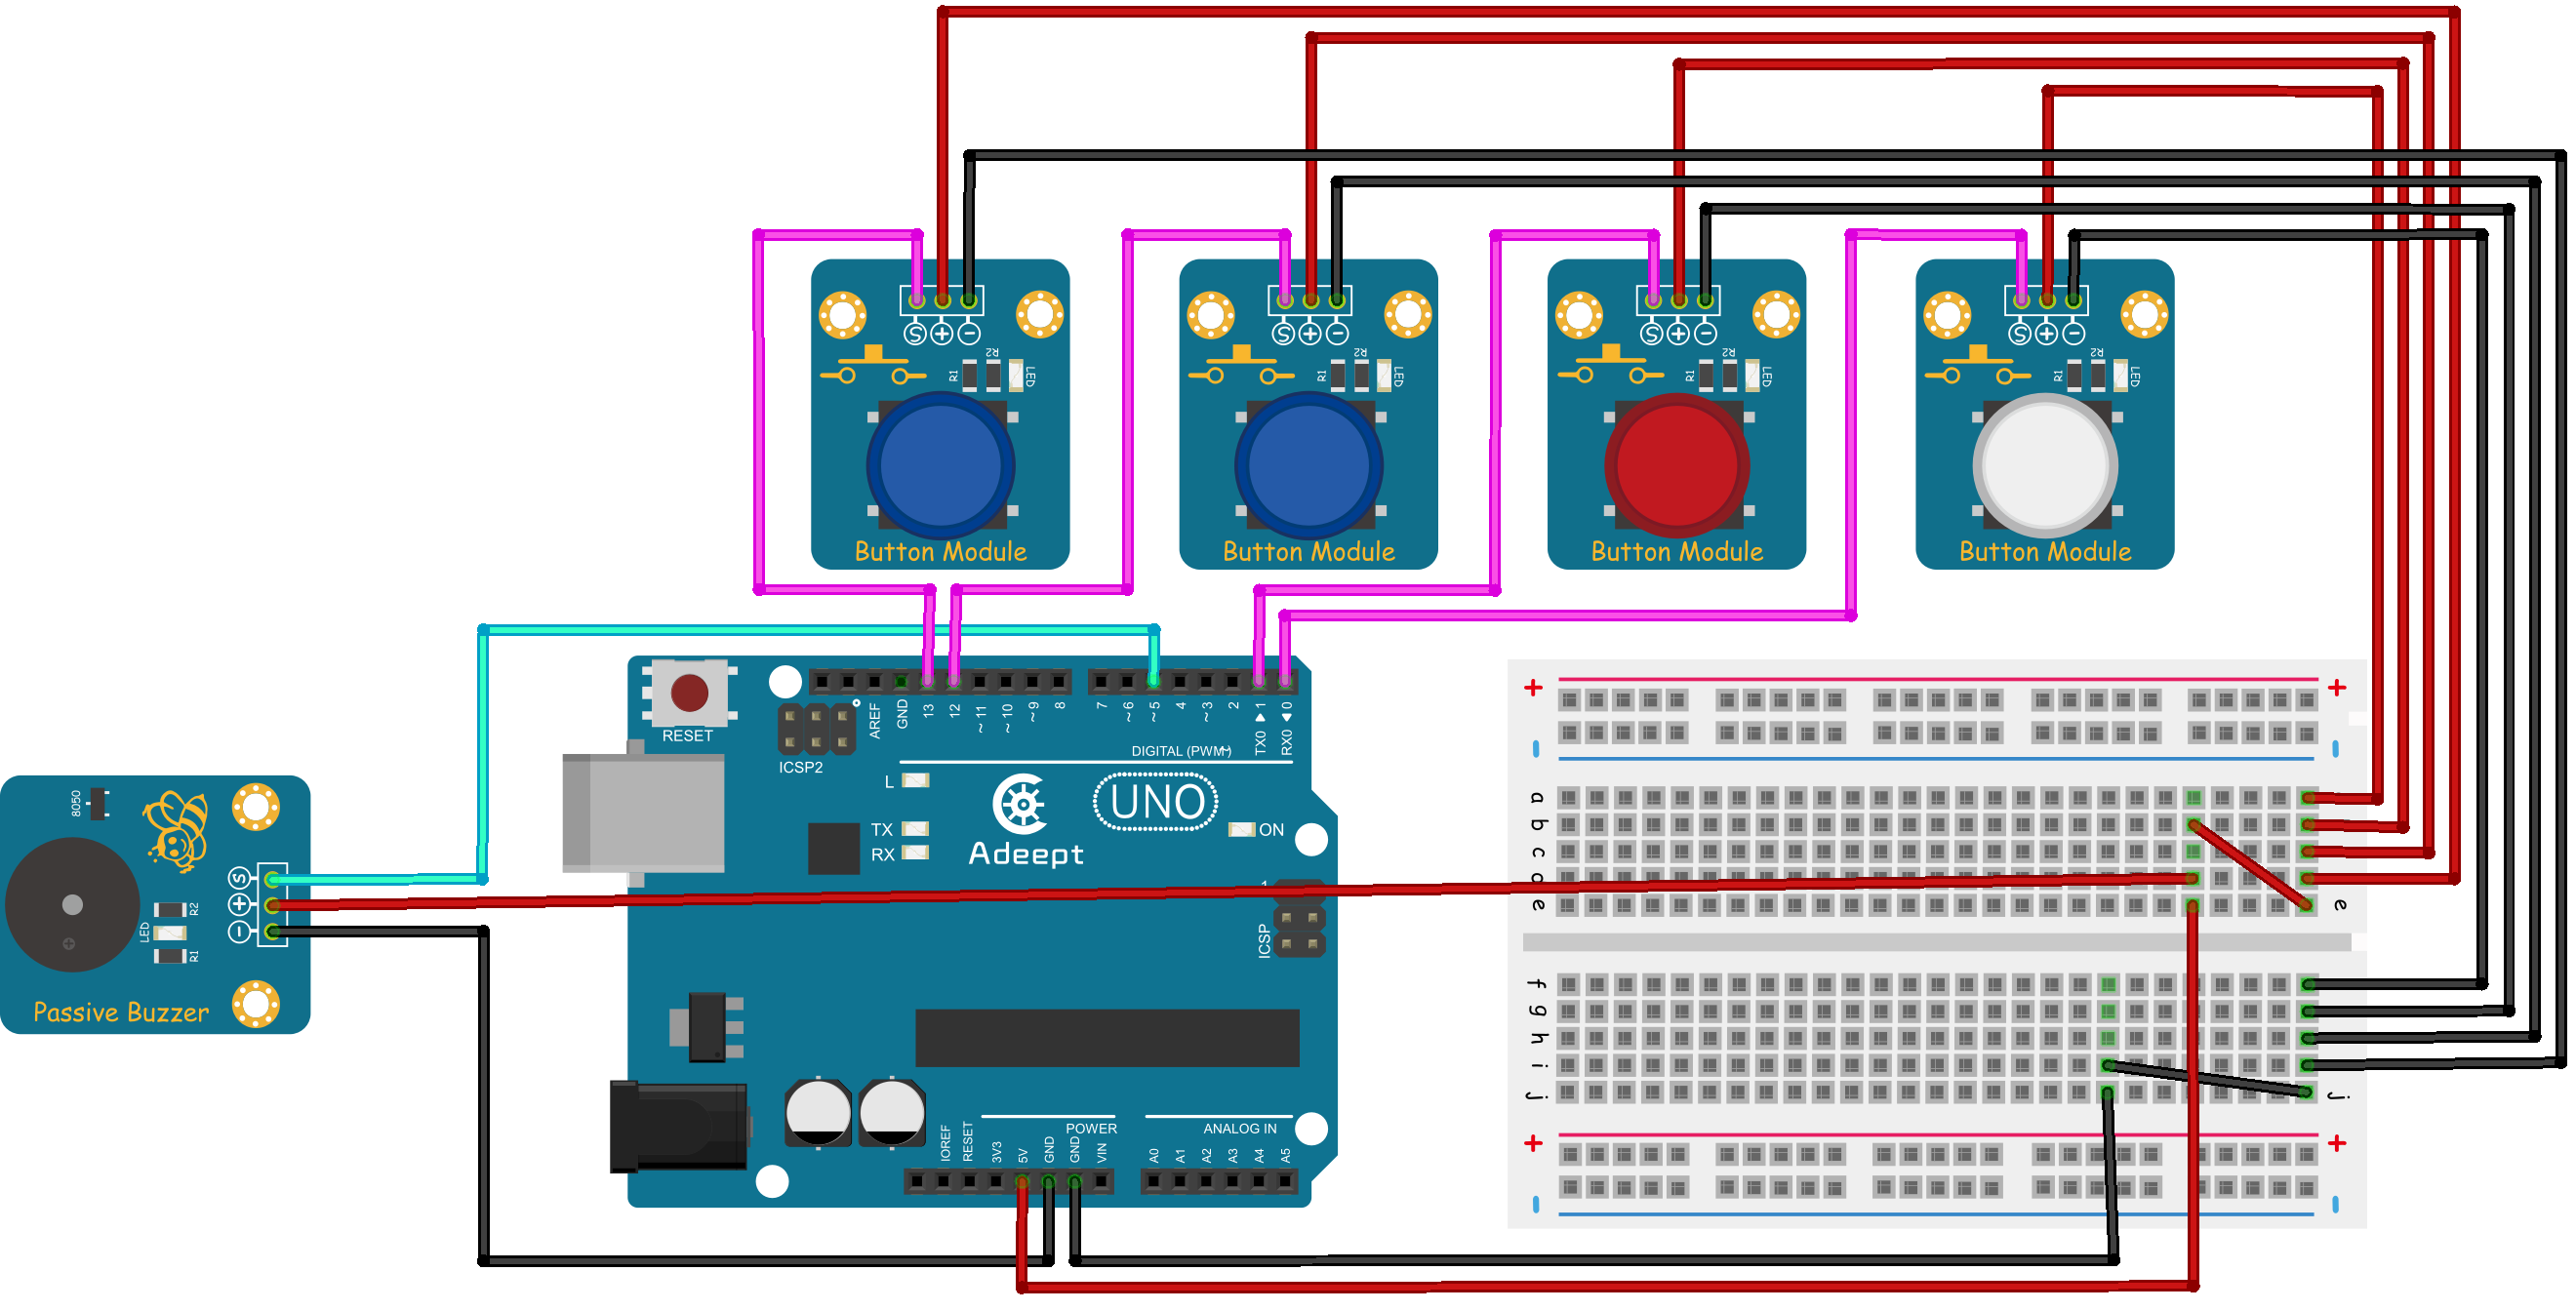 S + −
S + −
S + −
S + −
R2
R1
LED
R2
R1
LED
R2
R1
LED
R2
R1
LED
Button Module
Button Module
Button Module
Button Module
RESET
ICSP2
AREF
GND
13
12
~11
~10
~9
8
7
~6
~5
4
~3
2
TX0 ▶ 1
RX0 ◀ 0
DIGITAL (PWM~)
L
TX
RX
UNO
ON
Adeept
1
ICSP
8050
S
+
−
R2
LED
R1
Passive Buzzer
POWER
ANALOG IN
IOREF
RESET
3V3
5V
GND
GND
VIN
A0
A1
A2
A3
A4
A5
+ +
a
b
c
e e
f
g
h
i
j j
+ +